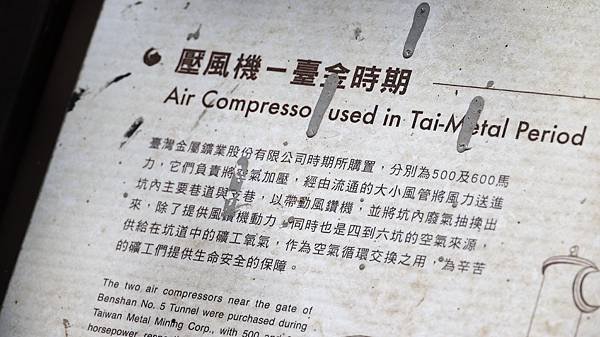 壓風機－臺金時期
Air Compressor used in Tai-Metal Period
臺灣金屬鑛業股份有限公司時期所購置，分別為500及600馬
力，它們負責將空氣加壓，經由流通的大小風管將風力送進
坑內主要巷道與支巷，以帶動風鑽機，並將坑內廢氣抽換出
來，除了提供風鑽機動力，同時也是四到六坑的空氣來源，
供給在坑道中的礦工氧氣，作為空氣循環交換之用，為辛苦
的礦工們提供生命安全的保障。
The two air compressors near the gate of
Benshan No. 5 Tunnel were purchased during
Taiwan Metal Mining Corp., with 500 and
horsepower